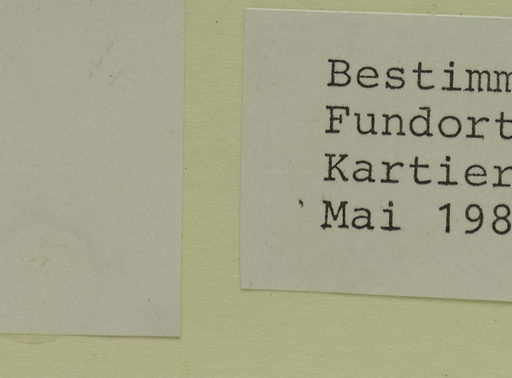 Bestimm
Fundort
Kartier
Mai 198